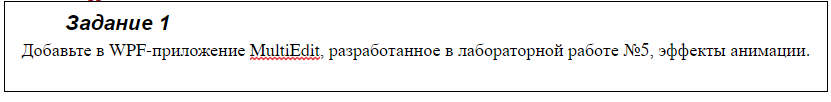 Задание 1
Добавьте в WPF-приложение MultiEdit, разработанное в лабораторной работе №5, эффекты анимации.